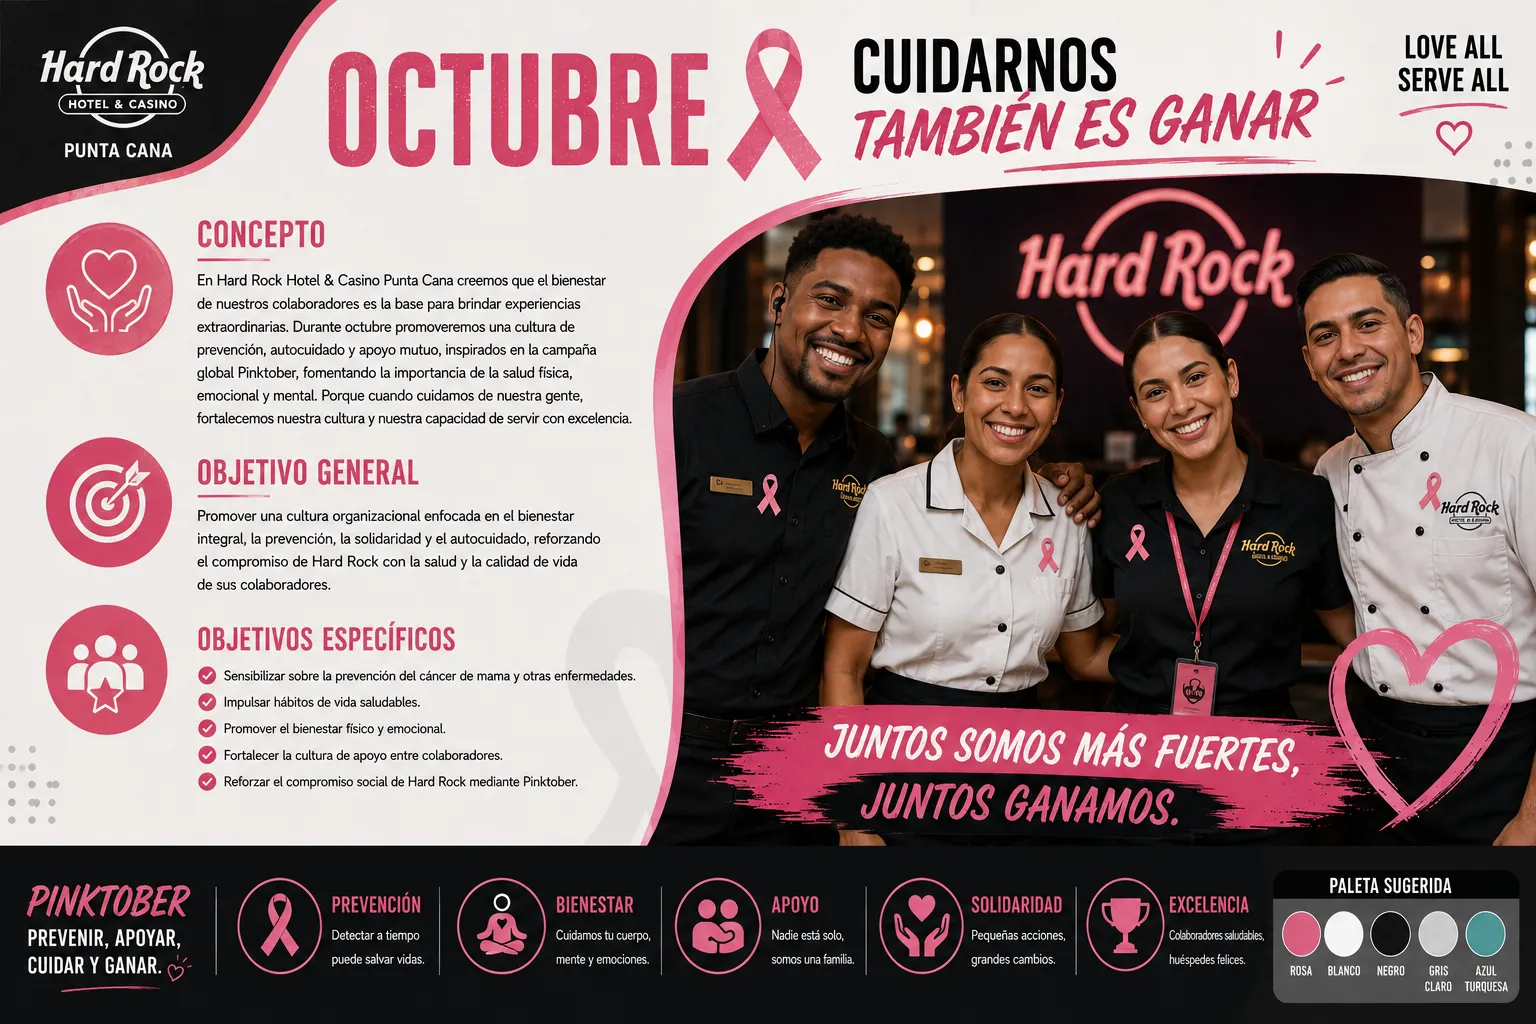 Hard Rock
HOTEL & CASINO
PUNTA CANA
OCTUBRE
CUIDARNOS
TAMBIÉN ES GANAR
LOVE ALL
SERVE ALL
CONCEPTO
En Hard Rock Hotel & Casino Punta Cana creemos que el bienestar
de nuestros colaboradores es la base para brindar experiencias
extraordinarias. Durante octubre promoveremos una cultura de
prevención, autocuidado y apoyo mutuo, inspirados en la campaña
global Pinktober, fomentando la importancia de la salud física,
emocional y mental. Porque cuando cuidamos de nuestra gente,
fortalecemos nuestra cultura y nuestra capacidad de servir con excelencia.
OBJETIVO GENERAL
Promover una cultura organizacional enfocada en el bienestar
integral, la prevención, la solidaridad y el autocuidado, reforzando
el compromiso de Hard Rock con la salud y la calidad de vida
de sus colaboradores.
OBJETIVOS ESPECÍFICOS
Sensibilizar sobre la prevención del cáncer de mama y otras enfermedades.
Impulsar hábitos de vida saludables.
Promover el bienestar físico y emocional.
Fortalecer la cultura de apoyo entre colaboradores.
Reforzar el compromiso social de Hard Rock mediante Pinktober.
Hard Rock
Hard Rock
Hard Rock
Hard Rock
JUNTOS SOMOS MÁS FUERTES,
JUNTOS GANAMOS.
PINKTOBER
PREVENIR, APOYAR,
CUIDAR Y GANAR.
PREVENCIÓN
Detectar a tiempo
puede salvar vidas.
BIENESTAR
Cuidamos tu cuerpo,
mente y emociones.
APOYO
Nadie está solo,
somos una familia.
SOLIDARIDAD
Pequeñas acciones,
grandes cambios.
EXCELENCIA
Colaboradores saludables,
huéspedes felices.
PALETA SUGERIDA
ROSA
BLANCO
NEGRO
GRIS
CLARO
AZUL
TURQUESA